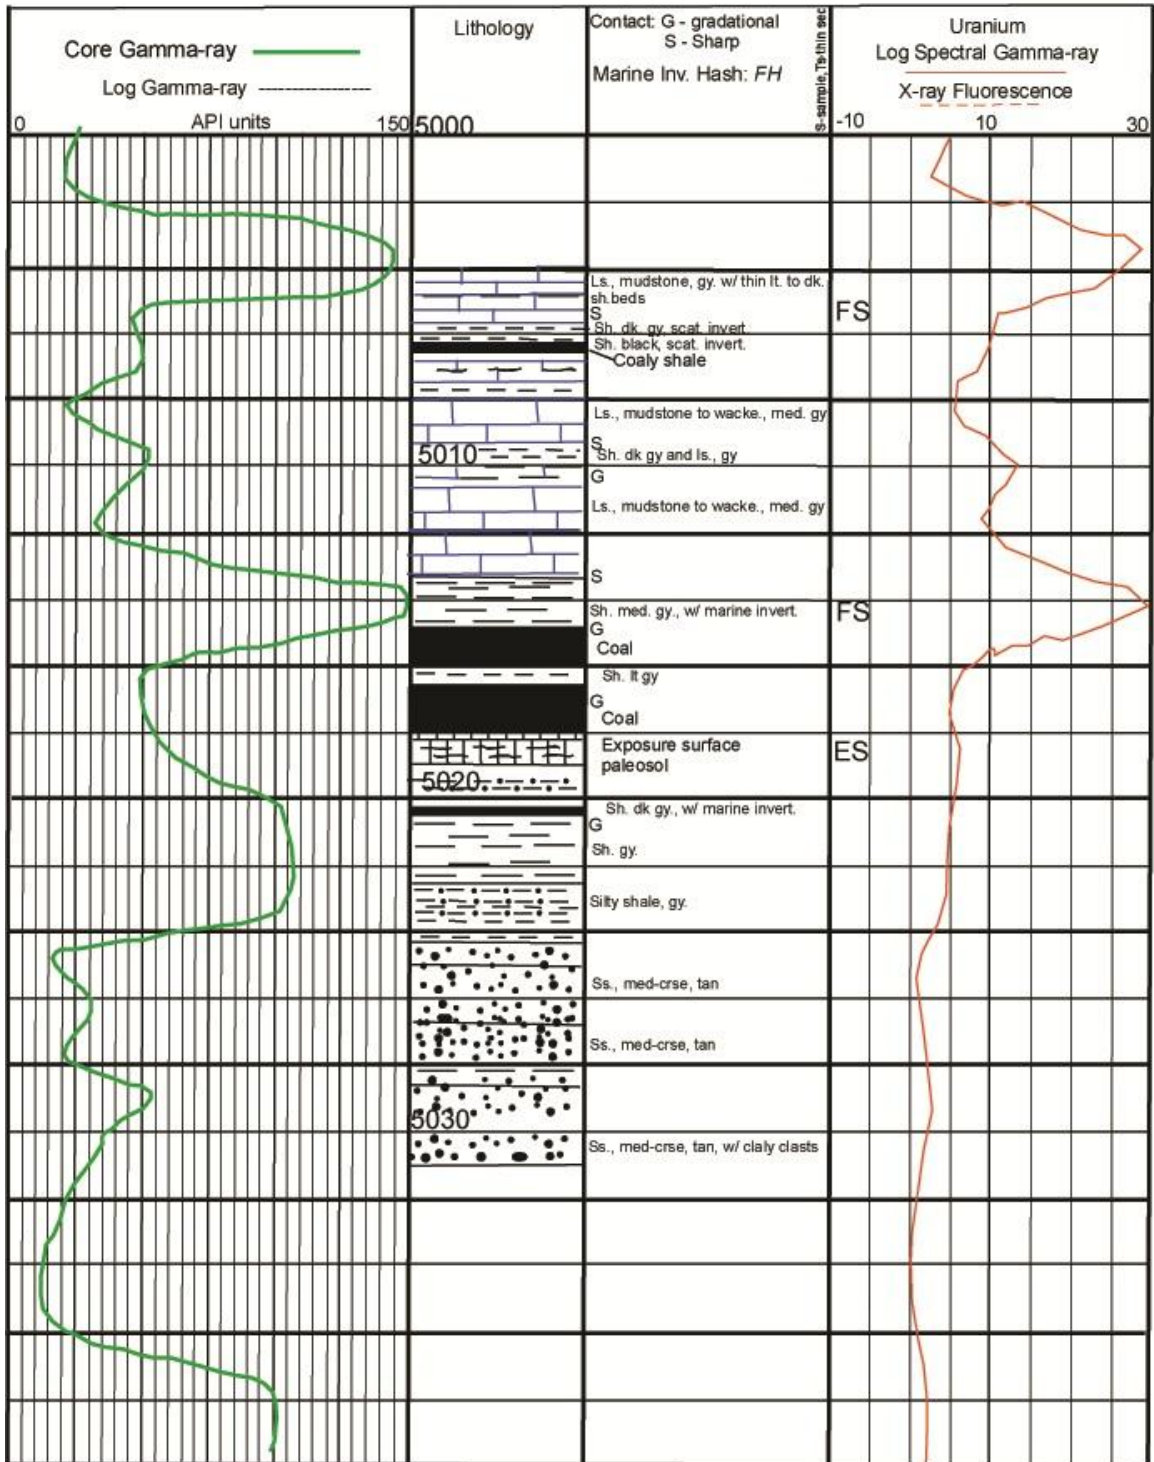 Core Gamma-ray
Log Gamma-ray
0 API units 150
Lithology
5000
Contact: G - gradational
S - Sharp
Marine Inv. Hash: FH
S-sample,Ts-thin sec
Uranium
Log Spectral Gamma-ray
X-ray Fluorescence
-10 10 30
Ls., mudstone, gy. w/ thin lt. to dk.
sh.beds
S
FS
Sh. dk. gy, scat. invert.
Sh. black, scat. invert.
Coaly shale
Ls., mudstone to wacke., med. gy
S
5010
Sh. dk gy and ls., gy
G
Ls., mudstone to wacke., med. gy
S
Sh. med. gy., w/ marine invert.
FS
G
Coal
Sh. lt gy
G
Coal
Exposure surface
paleosol
ES
5020
Sh. dk gy., w/ marine invert.
G
Sh. gy.
Silty shale, gy.
Ss., med-crse, tan
Ss., med-crse, tan
5030
Ss., med-crse, tan, w/ claly clasts